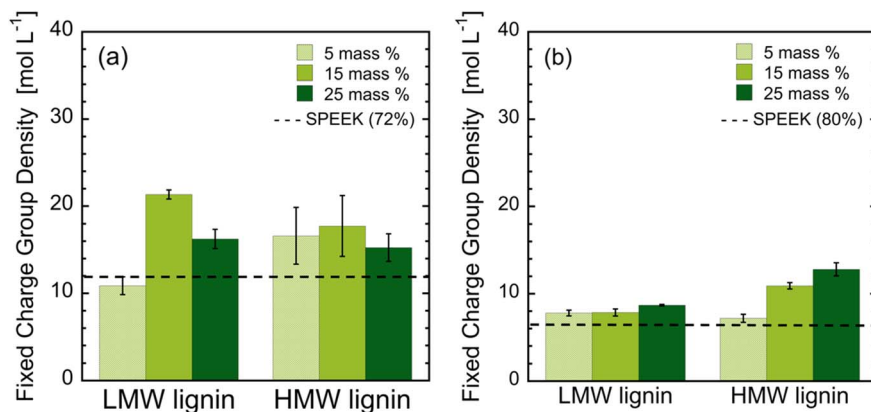 Fixed Charge Group Density [mol L⁻¹]
40
30
20
10
0
(a)
5 mass %
15 mass %
25 mass %
SPEEK (72%)
LMW lignin
HMW lignin
Fixed Charge Group Density [mol L⁻¹]
40
30
20
10
0
(b)
5 mass %
15 mass %
25 mass %
SPEEK (80%)
LMW lignin
HMW lignin